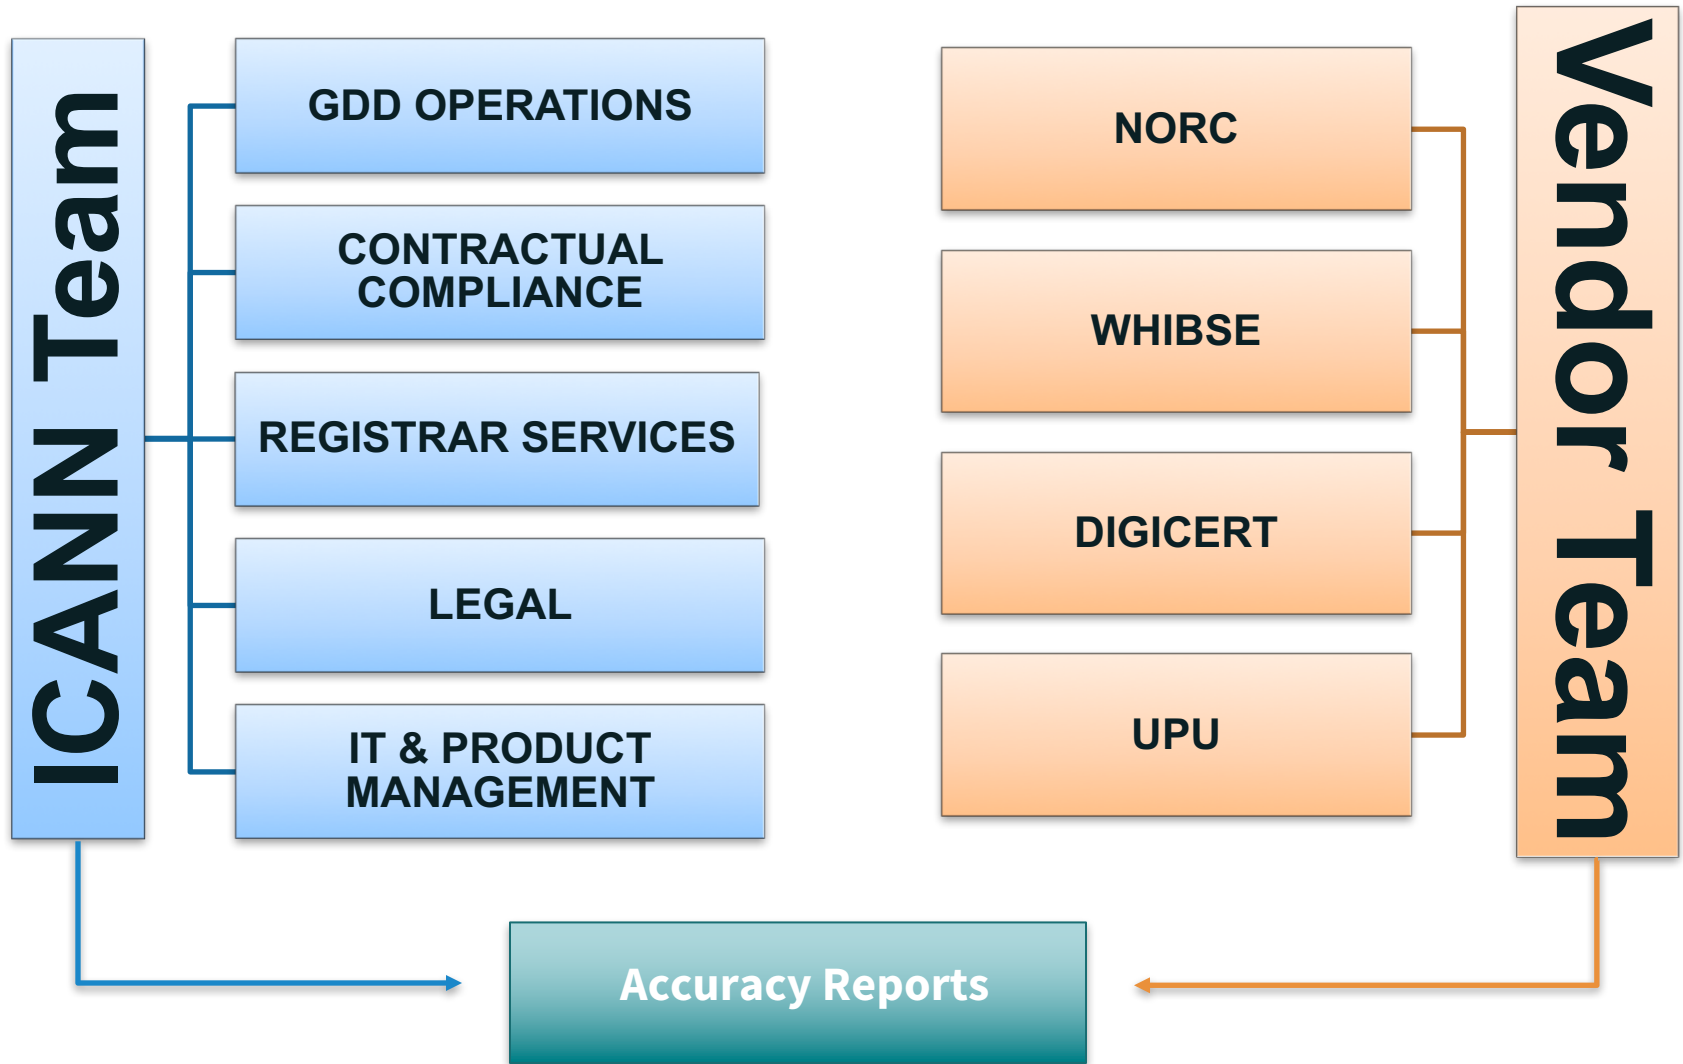 ICANN Team
GDD OPERATIONS
CONTRACTUAL
COMPLIANCE
REGISTRAR SERVICES
LEGAL
IT & PRODUCT
MANAGEMENT
NORC
WHIBSE
DIGICERT
UPU
Vendor Team
Accuracy Reports